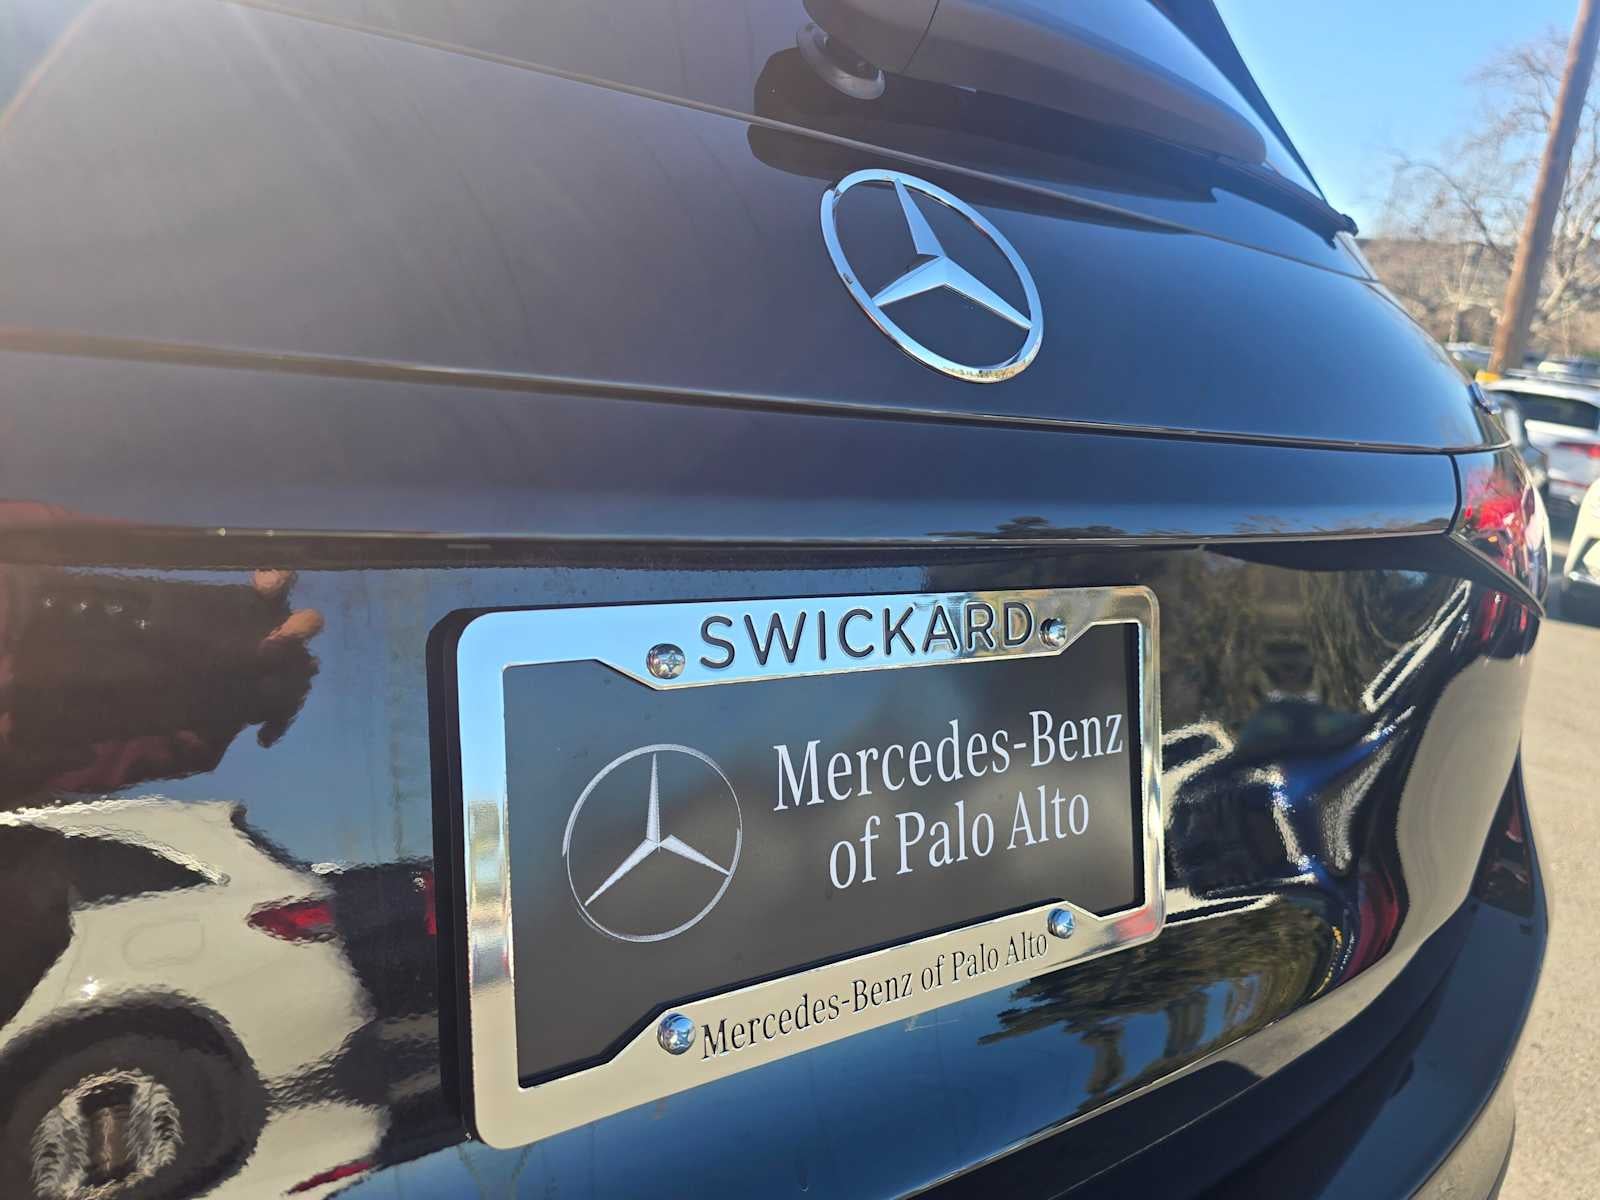 SWICKARD
Mercedes-Benz
of Palo Alto
Mercedes-Benz of Palo Alto